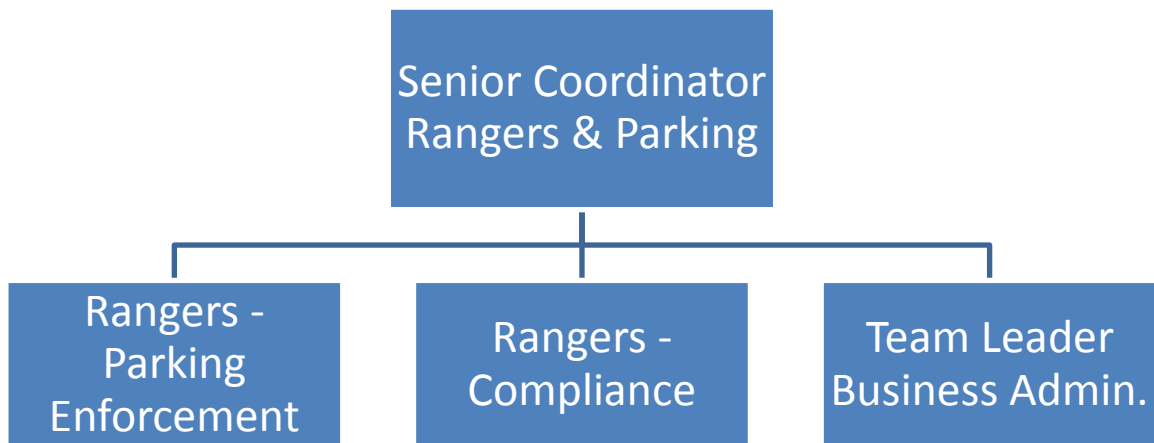 Senior Coordinator
Rangers & Parking
Rangers -
Parking
Enforcement
Rangers -
Compliance
Team Leader
Business Admin.